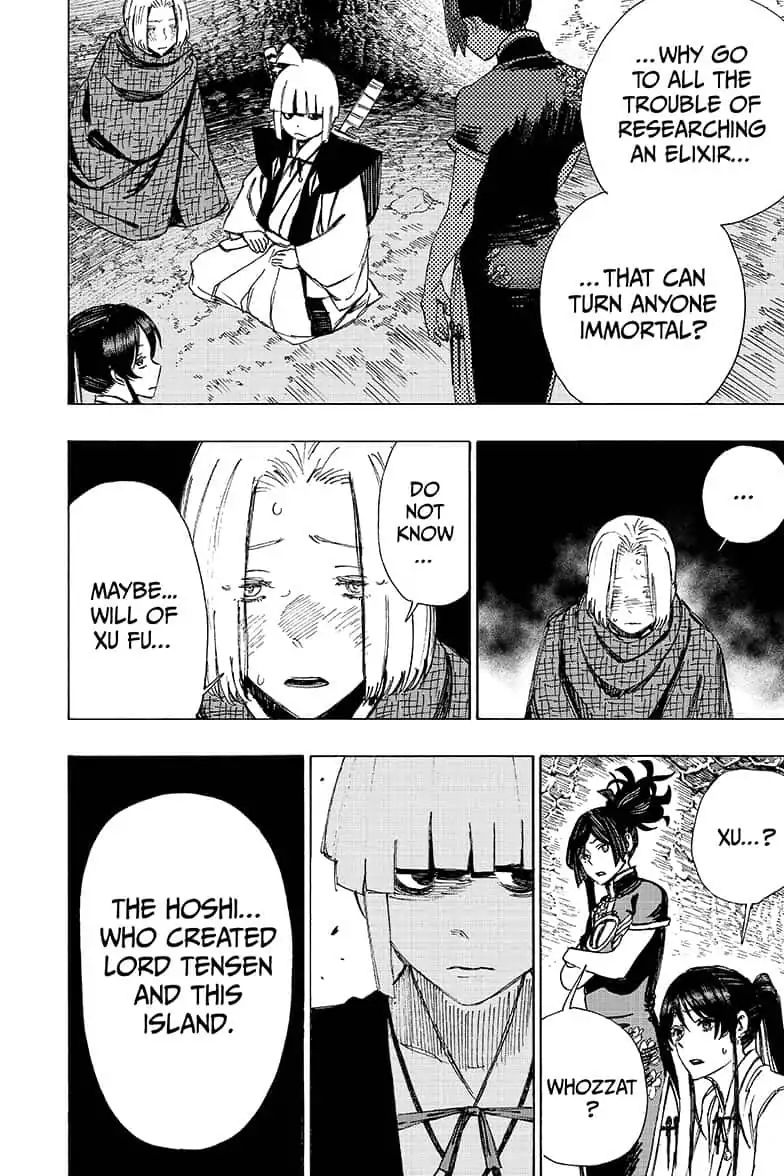 ...WHY GO
TO ALL THE
TROUBLE OF
RESEARCHING
AN ELIXIR...
...THAT CAN
TURN ANYONE
IMMORTAL?
...
DO
NOT
KNOW
...
MAYBE...
WILL OF
XU FU...
XU...?
WHOZZAT
?
THE HOSHI...
WHO CREATED
LORD TENSEN
AND THIS
ISLAND.